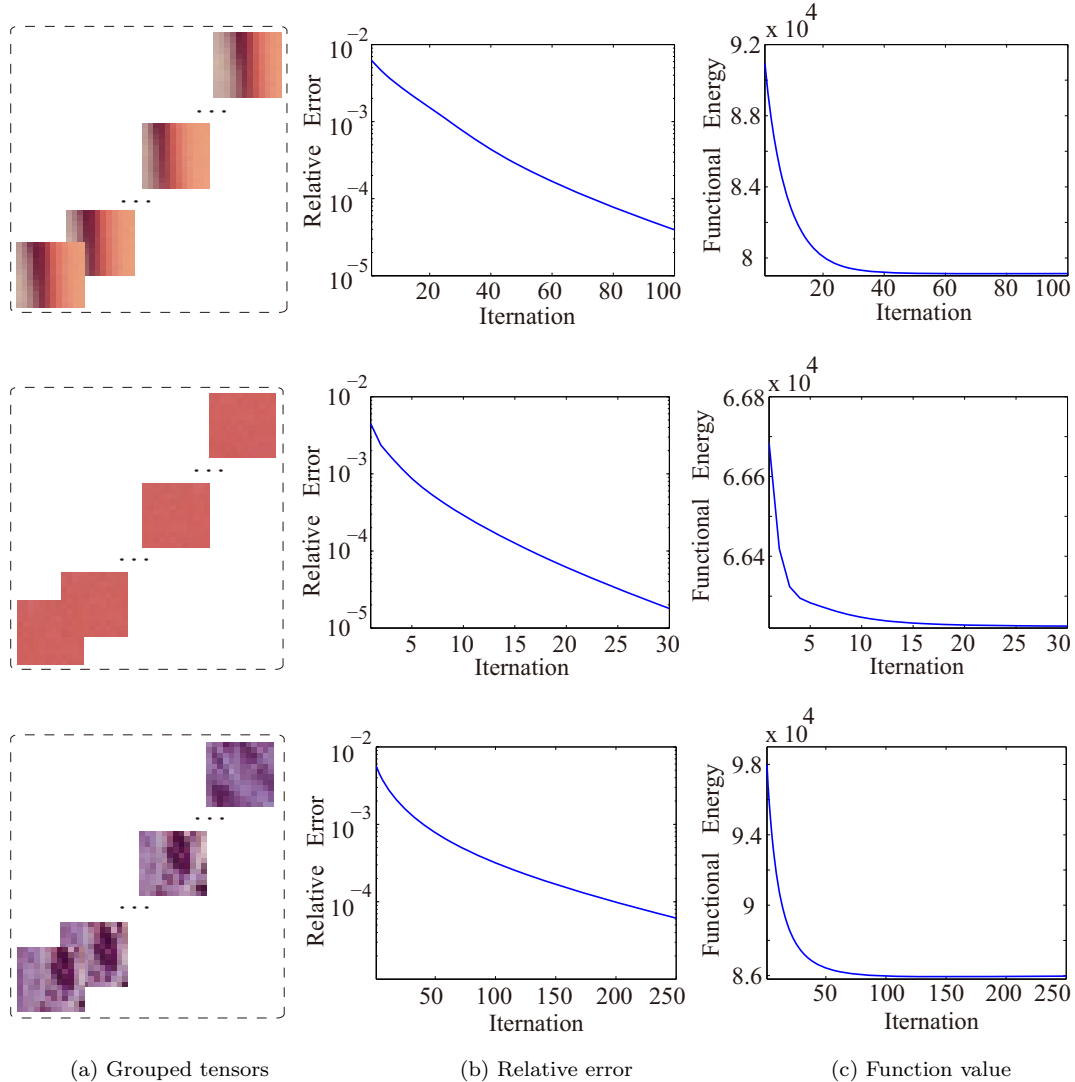 x 10^4
10^-2
10^-3
10^-4
10^-5
Relative Error
20 40 60 80 100
Iternation
9.2
8.8
8.4
8
Functional Energy
20 40 60 80 100
Iternation
x 10^4
10^-2
10^-3
10^-4
10^-5
Relative Error
5 10 15 20 25 30
Iternation
6.68
6.66
6.64
Functional Energy
5 10 15 20 25 30
Iternation
x 10^4
10^-2
10^-3
10^-4
Relative Error
50 100 150 200 250
Iternation
9.8
9.4
9
8.6
Functional Energy
50 100 150 200 250
Iternation
(a) Grouped tensors
(b) Relative error
(c) Function value